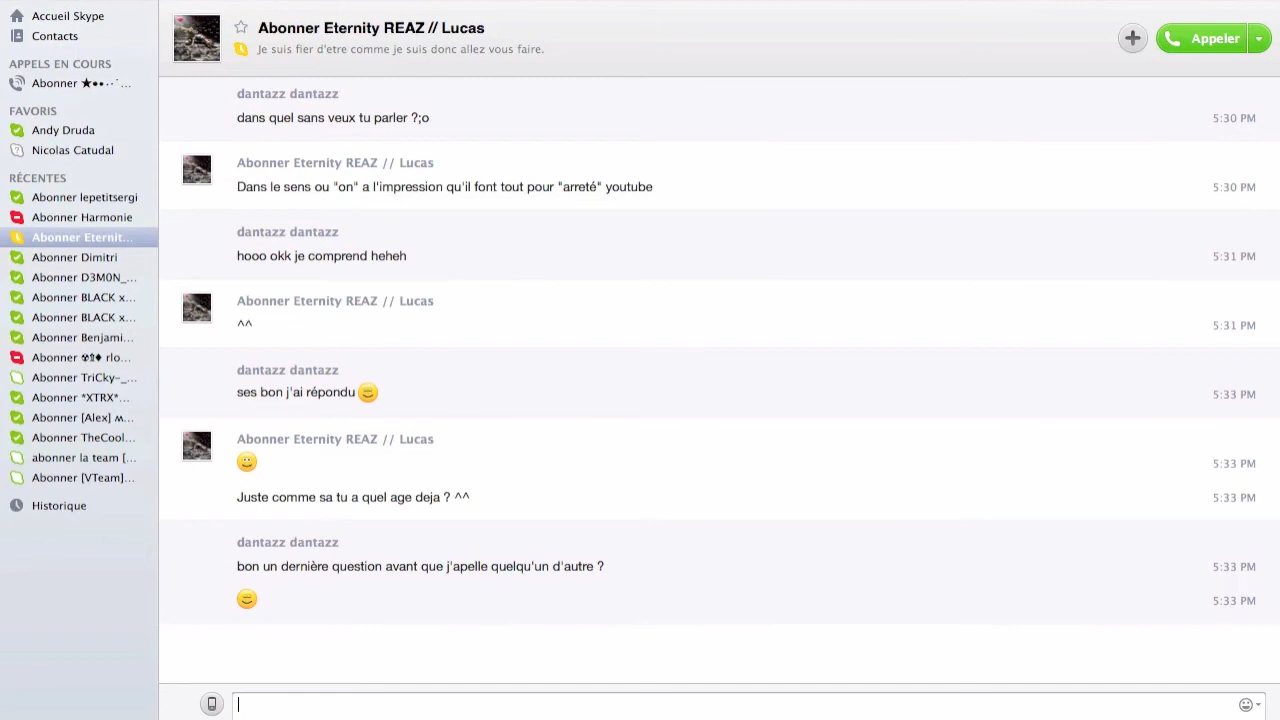 Accueil Skype
Contacts
APPELS EN COURS
Abonner ★••··˙...
FAVORIS
Andy Druda
Nicolas Catudal
RÉCENTES
Abonner lepetitsergi
Abonner Harmonie
Abonner Eternit...
Abonner Dimitri
Abonner D3M0N_...
Abonner BLACK x...
Abonner BLACK x...
Abonner Benjami...
Abonner ☢⇧♦ rlo...
Abonner TriCky-_...
Abonner *XTRX*...
Abonner [Alex] ʍ...
Abonner TheCool...
abonner la team [...
Abonner [VTeam]...
Historique
Abonner Eternity REAZ // Lucas
Je suis fier d'etre comme je suis donc allez vous faire.
Appeler
dantazz dantazz
dans quel sans veux tu parler ?;o 5:30 PM
Abonner Eternity REAZ // Lucas
Dans le sens ou "on" a l'impression qu'il font tout pour "arreté" youtube 5:30 PM
dantazz dantazz
hooo okk je comprend heheh 5:31 PM
Abonner Eternity REAZ // Lucas
^^ 5:31 PM
dantazz dantazz
ses bon j'ai répondu 5:33 PM
Abonner Eternity REAZ // Lucas
5:33 PM
Juste comme sa tu a quel age deja ? ^^ 5:33 PM
dantazz dantazz
bon un dernière question avant que j'apelle quelqu'un d'autre ? 5:33 PM
5:33 PM